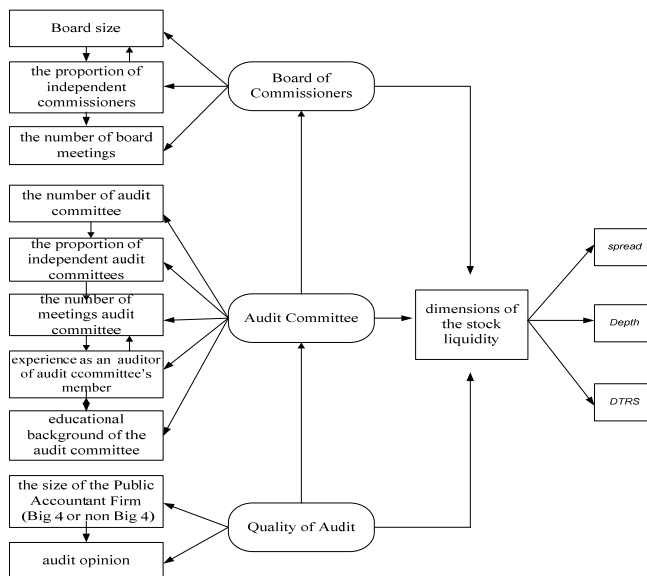 Board size
the proportion of
independent
commissioners
the number of board
meetings
Board of
Commissioners
the number of audit
committee
the proportion of
independent audit
committees
the number of
meetings audit
committee
experience as an auditor
of audit ccommittee's
member
educational
background of the
audit committee
Audit Committee
dimensions of
the stock
liquidity
spread
Depth
DTRS
the size of the Public
Accountant Firm
(Big 4 or non Big 4)
audit opinion
Quality of Audit